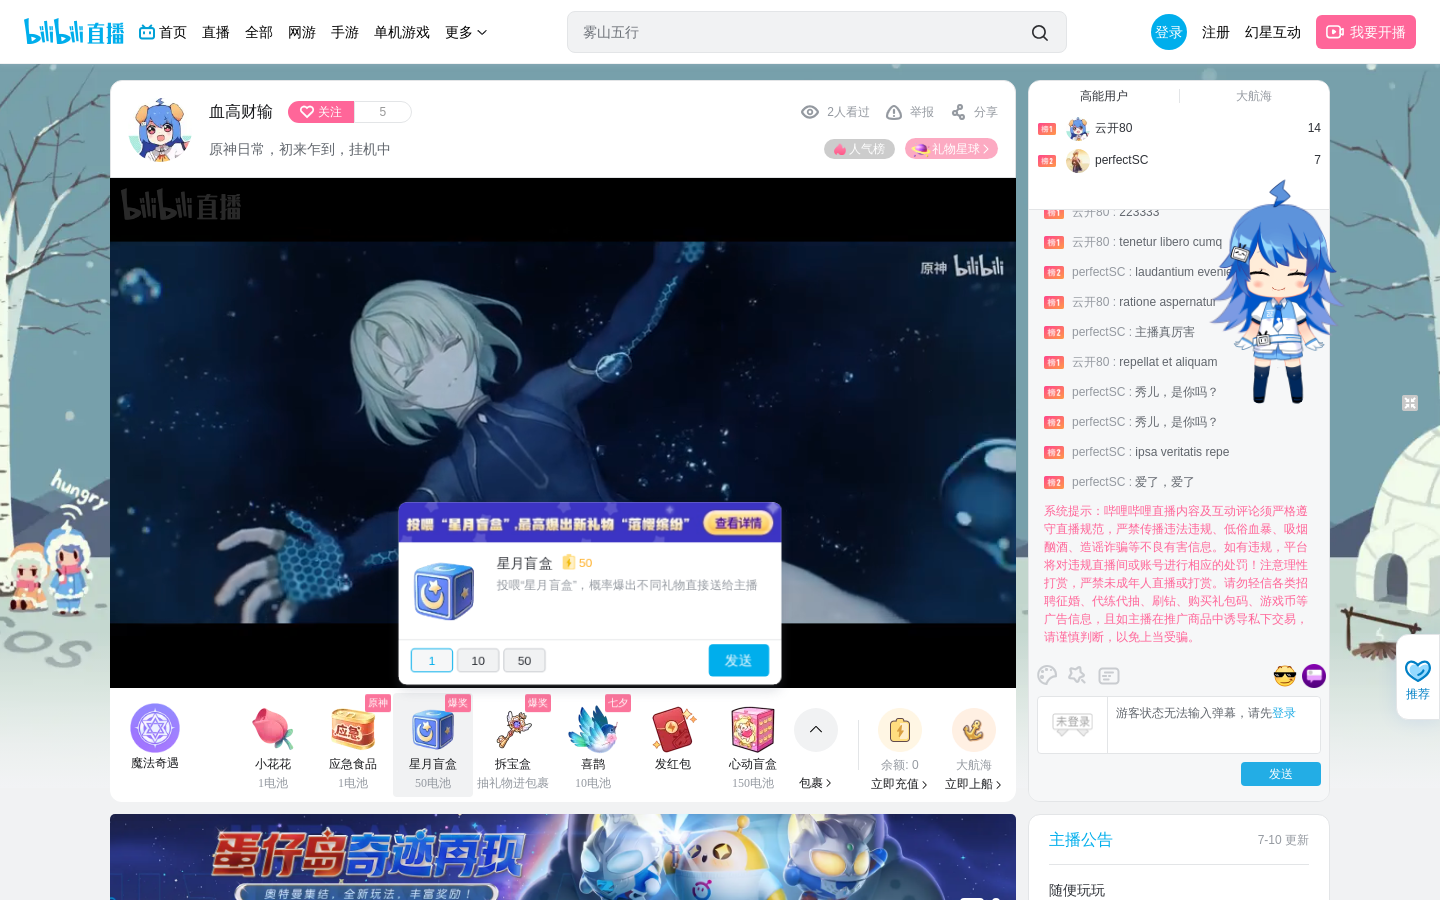 bilibili 直播 首页 直播 全部 网游 手游 单机游戏 更多 雾山五行 登录 注册 幻星互动 我要开播
血高财输 关注 5 2人看过 举报 分享
原神日常，初来乍到，挂机中 人气榜 礼物星球
高能用户 大航海
榜1 云开80 14
榜2 perfectSC 7
bilibili 直播
原神 bilibili
榜1 云开80 : 223333
榜1 云开80 : tenetur libero cumq
榜2 perfectSC : laudantium evenie
榜1 云开80 : ratione aspernatur
榜2 perfectSC : 主播真厉害
榜1 云开80 : repellat et aliquam
榜2 perfectSC : 秀儿，是你吗？
榜2 perfectSC : 秀儿，是你吗？
榜2 perfectSC : ipsa veritatis repe
榜2 perfectSC : 爱了，爱了
系统提示：哔哩哔哩直播内容及互动评论须严格遵
守直播规范，严禁传播违法违规、低俗血暴、吸烟
酗酒、造谣诈骗等不良有害信息。如有违规，平台
将对违规直播间或账号进行相应的处罚！注意理性
打赏，严禁未成年人直播或打赏。请勿轻信各类招
聘征婚、代练代抽、刷钻、购买礼包码、游戏币等
广告信息，且如主播在推广商品中诱导私下交易，
请谨慎判断，以免上当受骗。
hungry
SOS
投喂“星月盲盒”,最高爆出新礼物“落樱缤纷” 查看详情
星月盲盒 50
投喂“星月盲盒”，概率爆出不同礼物直接送给主播
1 10 50 发送
推荐
未登录 游客状态无法输入弹幕，请先登录
发送
原神 爆奖 爆奖 七夕
应急
魔法奇遇 小花花 应急食品 星月盲盒 拆宝盒 喜鹊 发红包 心动盲盒
1电池 1电池 50电池 抽礼物进包裹 10电池 150电池 包裹
余额: 0 大航海
立即充值 立即上船
蛋仔岛奇迹再现
奥特曼集结，全新玩法，丰富奖励！
主播公告 7-10 更新
随便玩玩